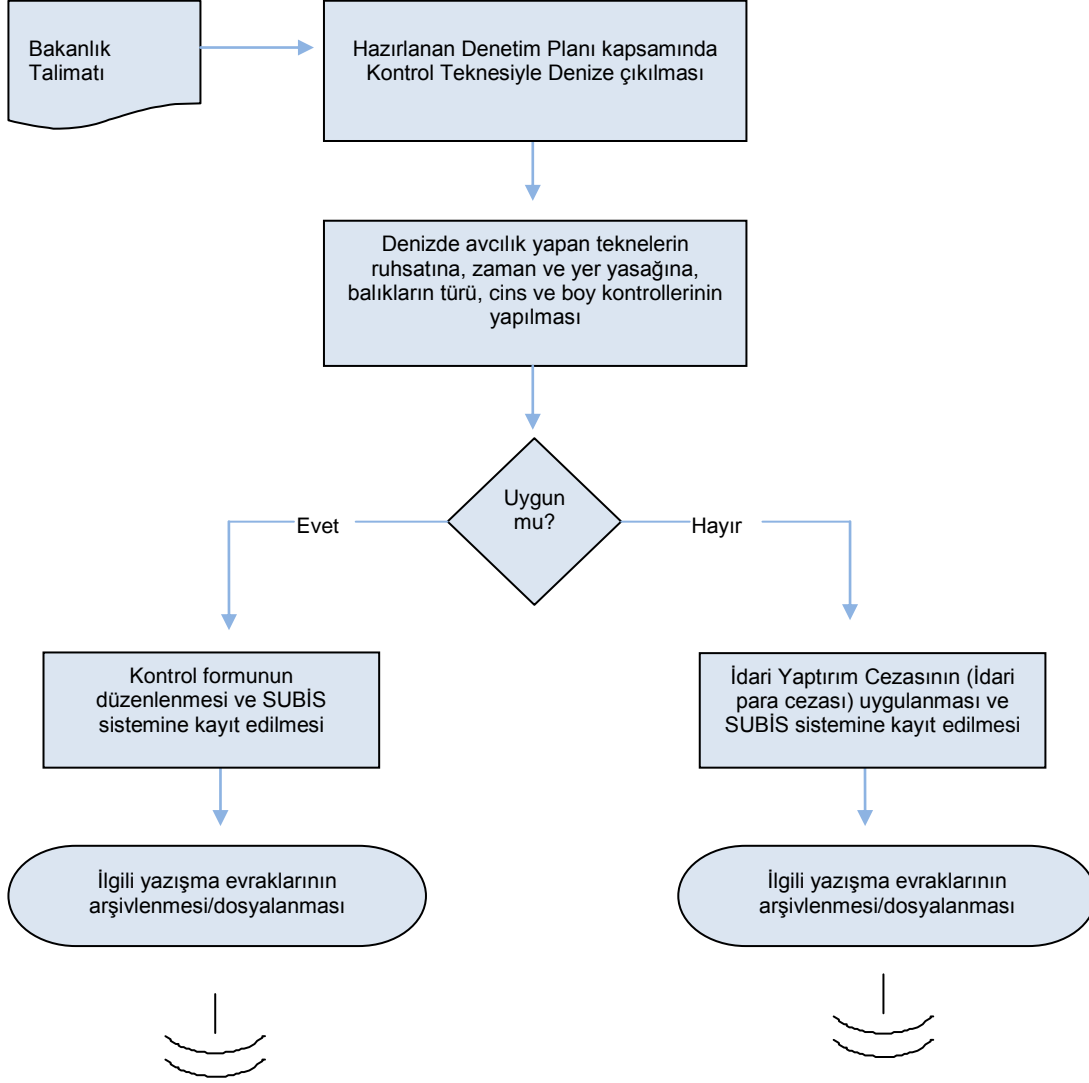 Bakanlık
Talimatı
Hazırlanan Denetim Planı kapsamında
Kontrol Teknesiyle Denize çıkılması
Denizde avcılık yapan teknelerin
ruhsatına, zaman ve yer yasağına,
balıkların türü, cins ve boy kontrollerinin
yapılması
Uygun
mu?
Evet
Hayır
Kontrol formunun
düzenlenmesi ve SUBİS
sistemine kayıt edilmesi
İdari Yaptırım Cezasının (İdari
para cezası) uygulanması ve
SUBİS sistemine kayıt edilmesi
İlgili yazışma evraklarının
arşivlenmesi/dosyalanması
İlgili yazışma evraklarının
arşivlenmesi/dosyalanması